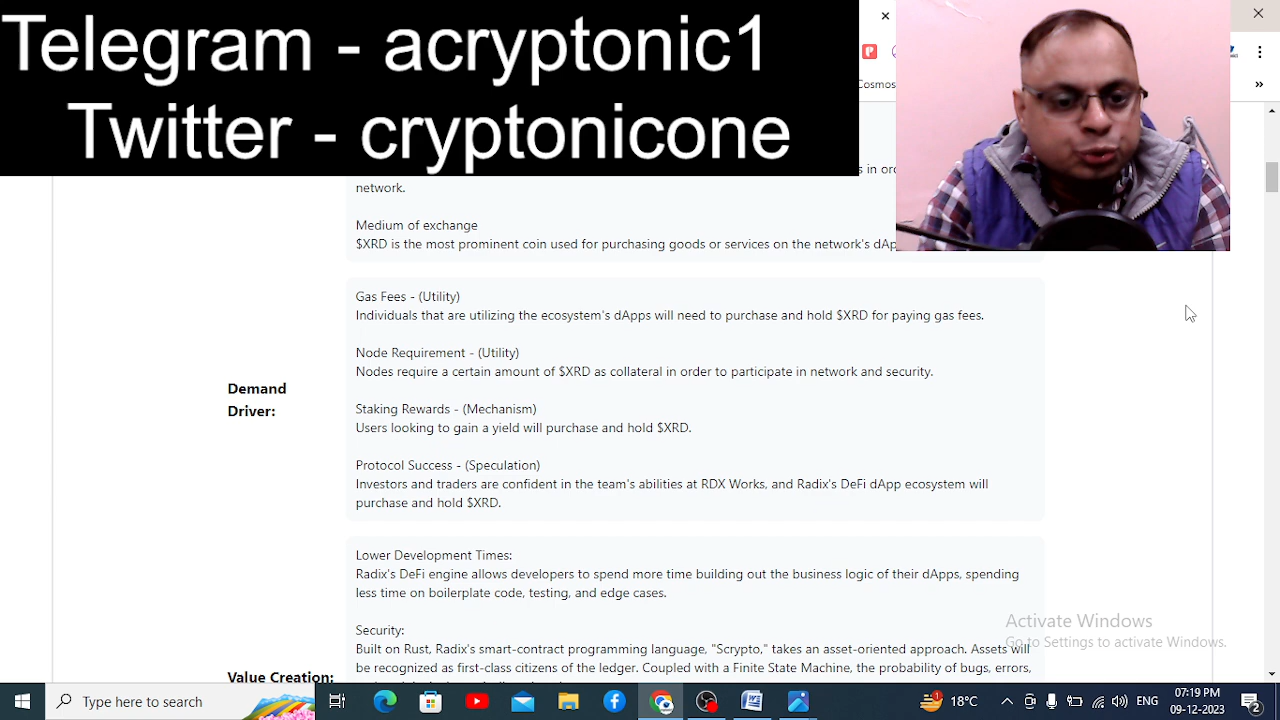 Telegram - acryptonic1
Twitter - cryptonicone
Cosmos
»
s in or
network.
Medium of exchange
$XRD is the most prominent coin used for purchasing goods or services on the network's dAp
Gas Fees - (Utility)
Individuals that are utilizing the ecosystem's dApps will need to purchase and hold $XRD for paying gas fees.
Node Requirement - (Utility)
Nodes require a certain amount of $XRD as collateral in order to participate in network and security.
Demand
Driver:
Staking Rewards - (Mechanism)
Users looking to gain a yield will purchase and hold $XRD.
Protocol Success - (Speculation)
Investors and traders are confident in the team's abilities at RDX Works, and Radix's DeFi dApp ecosystem will
purchase and hold $XRD.
Lower Development Times:
Radix's DeFi engine allows developers to spend more time building out the business logic of their dApps, spending
less time on boilerplate code, testing, and edge cases.
Security:
Built on Rust, Radix's smart-contract programming language, "Scrypto," takes an asset-oriented approach. Assets will
be recognized as first-class citizens of the ledger. Coupled with a Finite State Machine, the probability of bugs, errors,
Value Creation:
Activate Windows
Go to Settings to activate Windows.
Type here to search
1
18°C
ENG
07:19 PM
09-12-2023
2